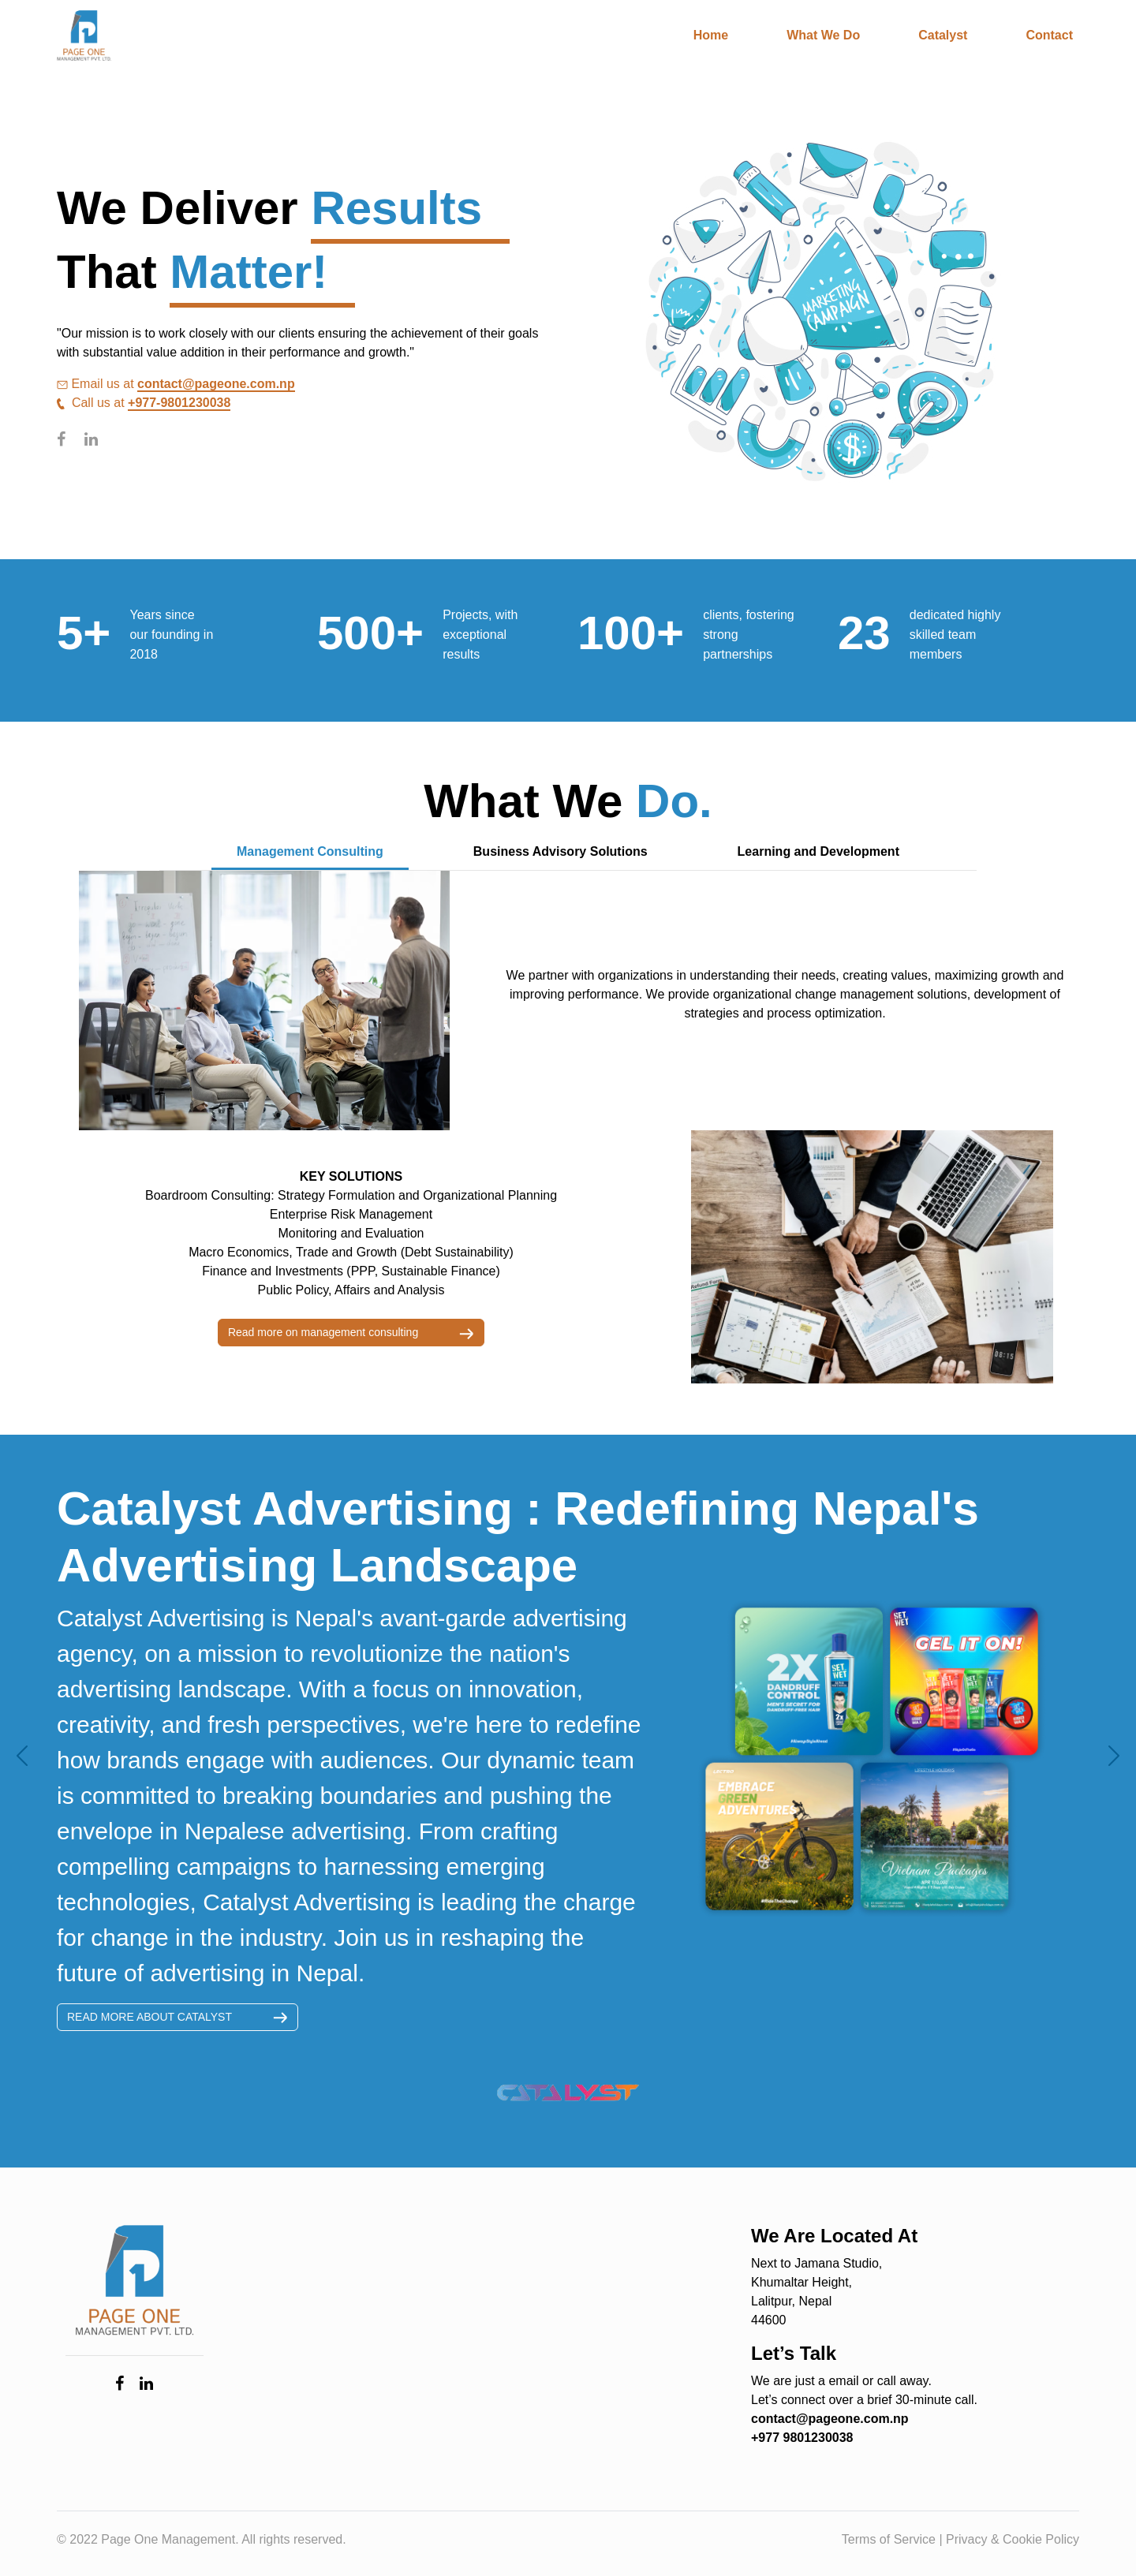 PAGE ONE
MANAGEMENT PVT. LTD.
Home
What We Do
Catalyst
Contact
We Deliver Results
That Matter!
"Our mission is to work closely with our clients ensuring the achievement of their goals
with substantial value addition in their performance and growth."
Email us at contact@pageone.com.np
Call us at +977-9801230038
MARKETING
CAMPAIGN
5+
Years since
our founding in
2018
500+
Projects, with
exceptional
results
100+
clients, fostering
strong
partnerships
23
dedicated highly
skilled team
members
What We Do.
Management Consulting
Business Advisory Solutions
Learning and Development
We partner with organizations in understanding their needs, creating values, maximizing growth and
improving performance. We provide organizational change management solutions, development of
strategies and process optimization.
KEY SOLUTIONS
Boardroom Consulting: Strategy Formulation and Organizational Planning
Enterprise Risk Management
Monitoring and Evaluation
Macro Economics, Trade and Growth (Debt Sustainability)
Finance and Investments (PPP, Sustainable Finance)
Public Policy, Affairs and Analysis
Read more on management consulting
Catalyst Advertising : Redefining Nepal's
Advertising Landscape
Catalyst Advertising is Nepal's avant-garde advertising
agency, on a mission to revolutionize the nation's
advertising landscape. With a focus on innovation,
creativity, and fresh perspectives, we're here to redefine
how brands engage with audiences. Our dynamic team
is committed to breaking boundaries and pushing the
envelope in Nepalese advertising. From crafting
compelling campaigns to harnessing emerging
technologies, Catalyst Advertising is leading the charge
for change in the industry. Join us in reshaping the
future of advertising in Nepal.
2X
DANDRUFF
CONTROL
MEN'S SECRET FOR
DANDRUFF-FREE HAIR
SET
WET
SET
WET
GEL IT ON!
EMBRACE
GREEN
ADVENTURES
#RideTheChange
LIFESTYLE HOLIDAYS
Vietnam Packages
READ MORE ABOUT CATALYST
CATALYST
PAGE ONE
MANAGEMENT PVT. LTD.
We Are Located At
Next to Jamana Studio,
Khumaltar Height,
Lalitpur, Nepal
44600
Let’s Talk
We are just a email or call away.
Let’s connect over a brief 30-minute call.
contact@pageone.com.np
+977 9801230038
© 2022 Page One Management. All rights reserved.
Terms of Service | Privacy & Cookie Policy